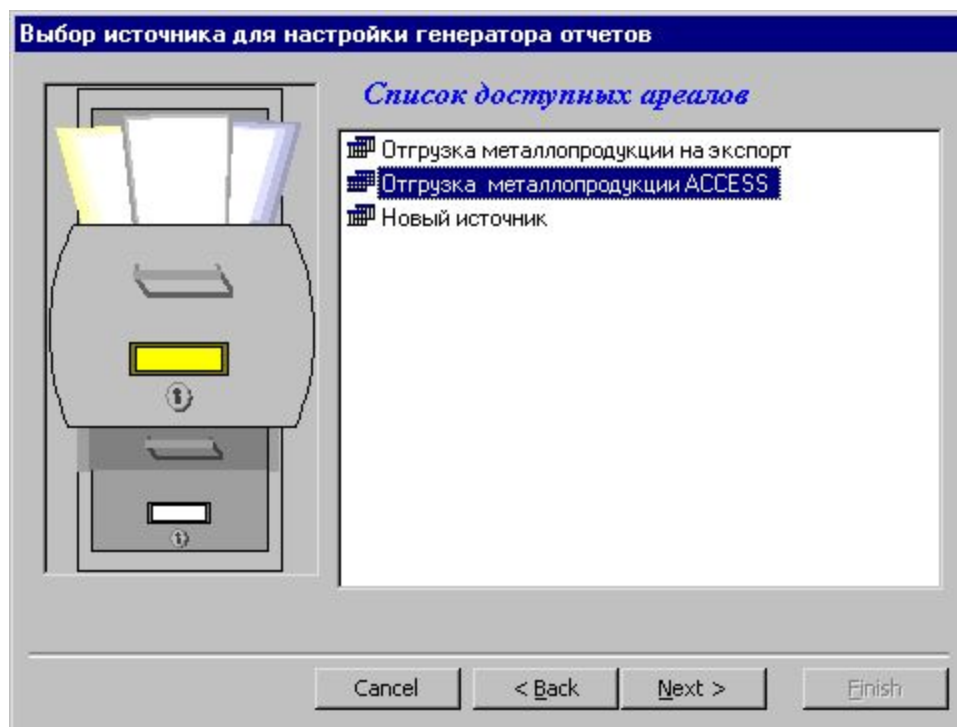 Выбор источника для настройки генератора отчетов
Список доступных ареалов
Отгрузка металлопродукции на экспорт
Отгрузка металлопродукции ACCESS
Новый источник
Cancel
< Back
Next >
Finish